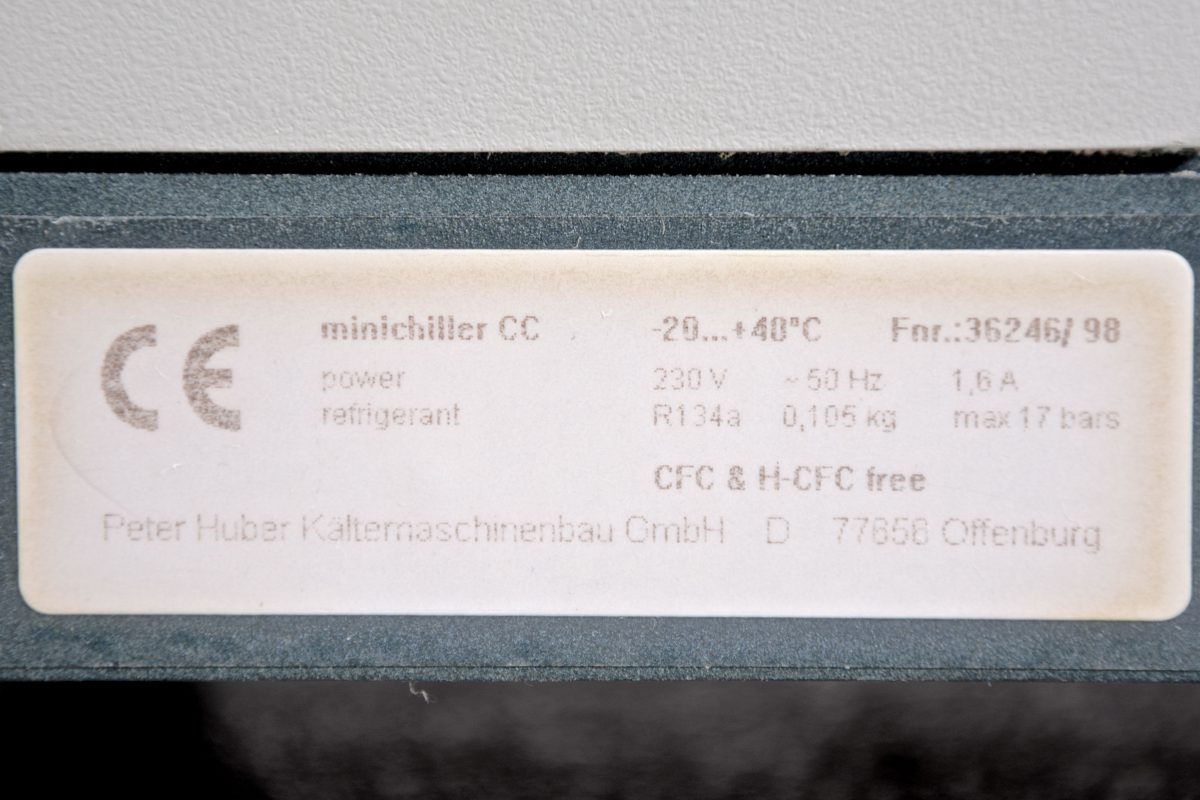 CE minichiller CC -20...+40°C Fnr.:36246/ 98
power 230 V ~ 50 Hz 1,6 A
refrigerant R134a 0,105 kg max 17 bars
CFC & H-CFC free
Peter Huber Kältemaschinenbau GmbH D 77656 Offenburg